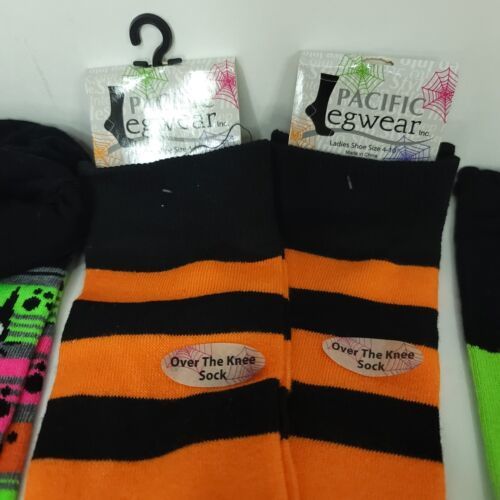 PACIFIC
Legwear Inc.
PACIFIC
Legwear Inc.
Ladies Shoe Size 4-10
Made in China
Over The Knee
Sock
Over The Knee
Sock